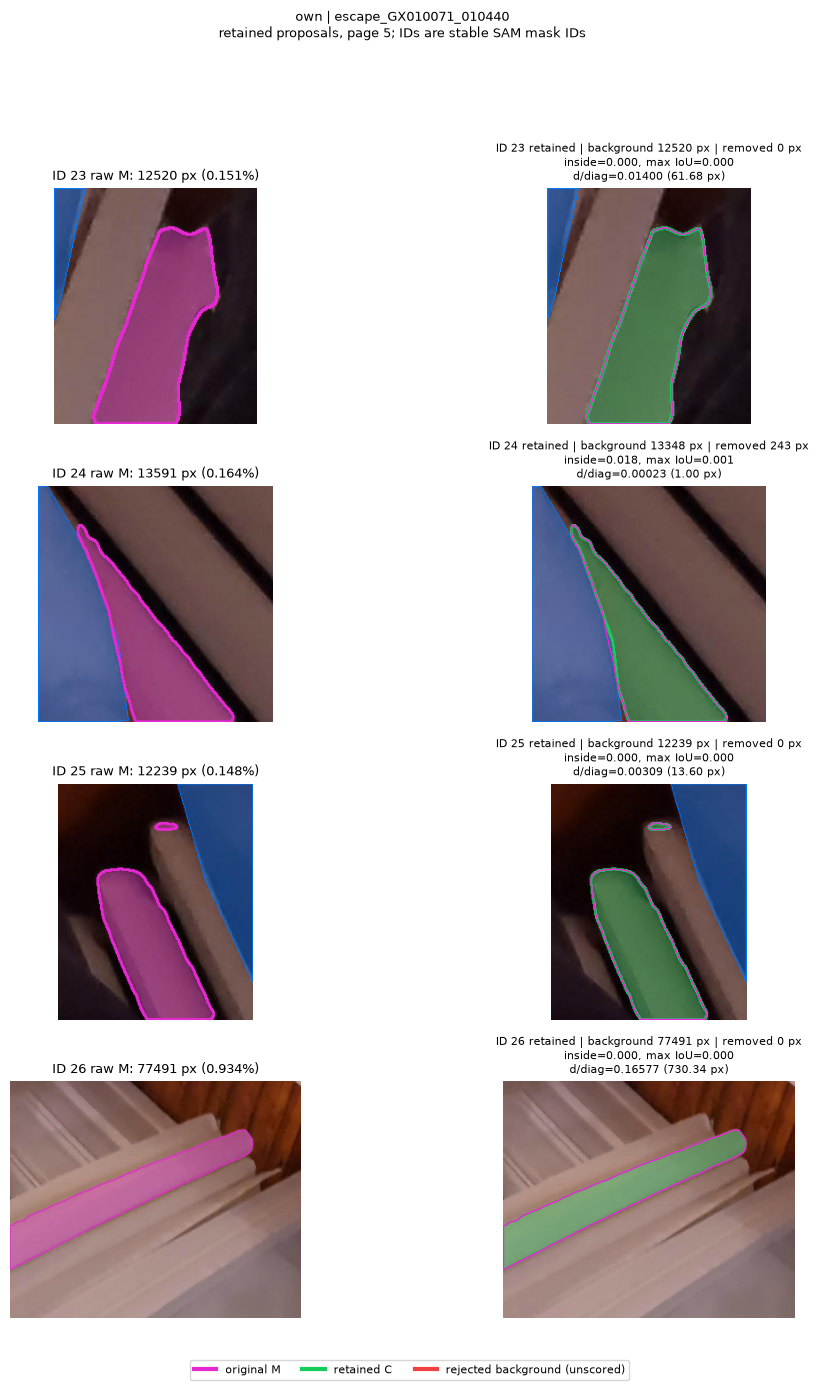 own | escape_GX010071_010440
retained proposals, page 5; IDs are stable SAM mask IDs
ID 23 raw M: 12520 px (0.151%)
ID 23 retained | background 12520 px | removed 0 px
inside=0.000, max IoU=0.000
d/diag=0.01400 (61.68 px)
ID 24 raw M: 13591 px (0.164%)
ID 24 retained | background 13348 px | removed 243 px
inside=0.018, max IoU=0.001
d/diag=0.00023 (1.00 px)
ID 25 raw M: 12239 px (0.148%)
ID 25 retained | background 12239 px | removed 0 px
inside=0.000, max IoU=0.000
d/diag=0.00309 (13.60 px)
ID 26 raw M: 77491 px (0.934%)
ID 26 retained | background 77491 px | removed 0 px
inside=0.000, max IoU=0.000
d/diag=0.16577 (730.34 px)
original M
retained C
rejected background (unscored)